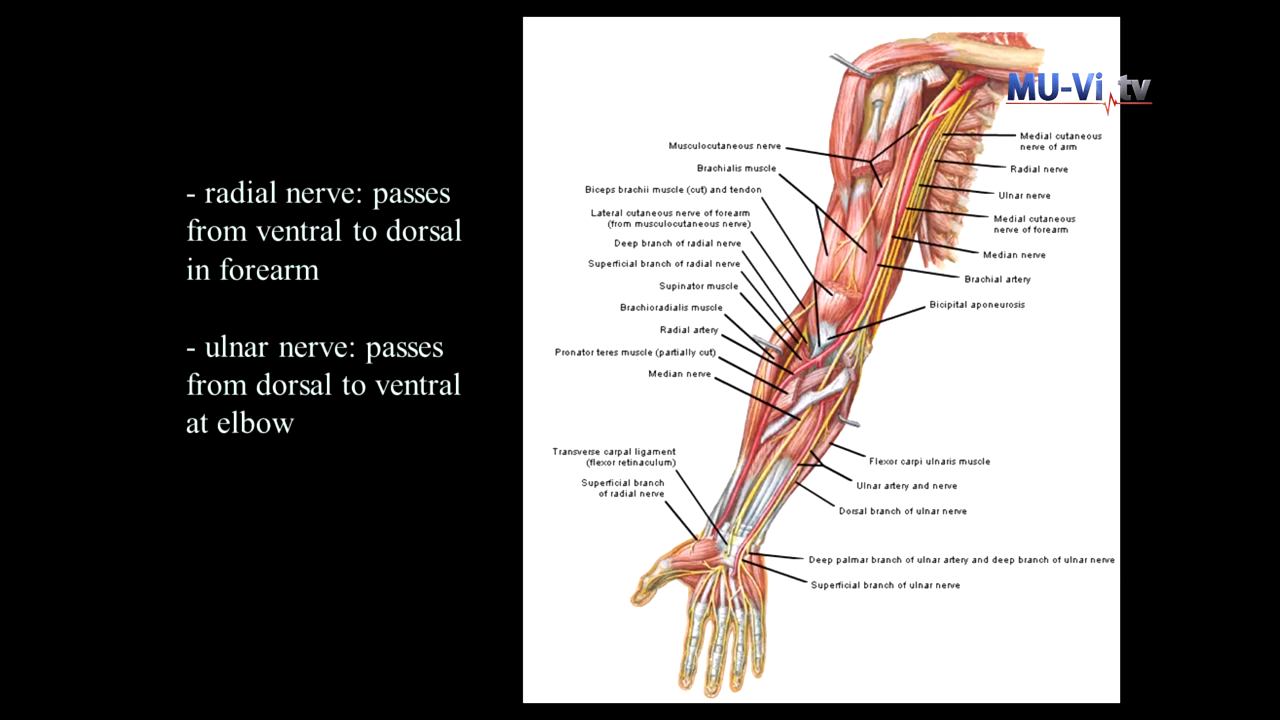 - radial nerve: passes
from ventral to dorsal
in forearm
- ulnar nerve: passes
from dorsal to ventral
at elbow
MU-Vi.tv
Musculocutaneous nerve
Brachialis muscle
Biceps brachii muscle (cut) and tendon
Lateral cutaneous nerve of forearm
(from musculocutaneous nerve)
Deep branch of radial nerve
Superficial branch of radial nerve
Supinator muscle
Brachioradialis muscle
Radial artery
Pronator teres muscle (partially cut)
Median nerve
Transverse carpal ligament
(flexor retinaculum)
Superficial branch
of radial nerve
Medial cutaneous
nerve of arm
Radial nerve
Ulnar nerve
Medial cutaneous
nerve of forearm
Median nerve
Brachial artery
Bicipital aponeurosis
Flexor carpi ulnaris muscle
Ulnar artery and nerve
Dorsal branch of ulnar nerve
Deep palmar branch of ulnar artery and deep branch of ulnar nerve
Superficial branch of ulnar nerve